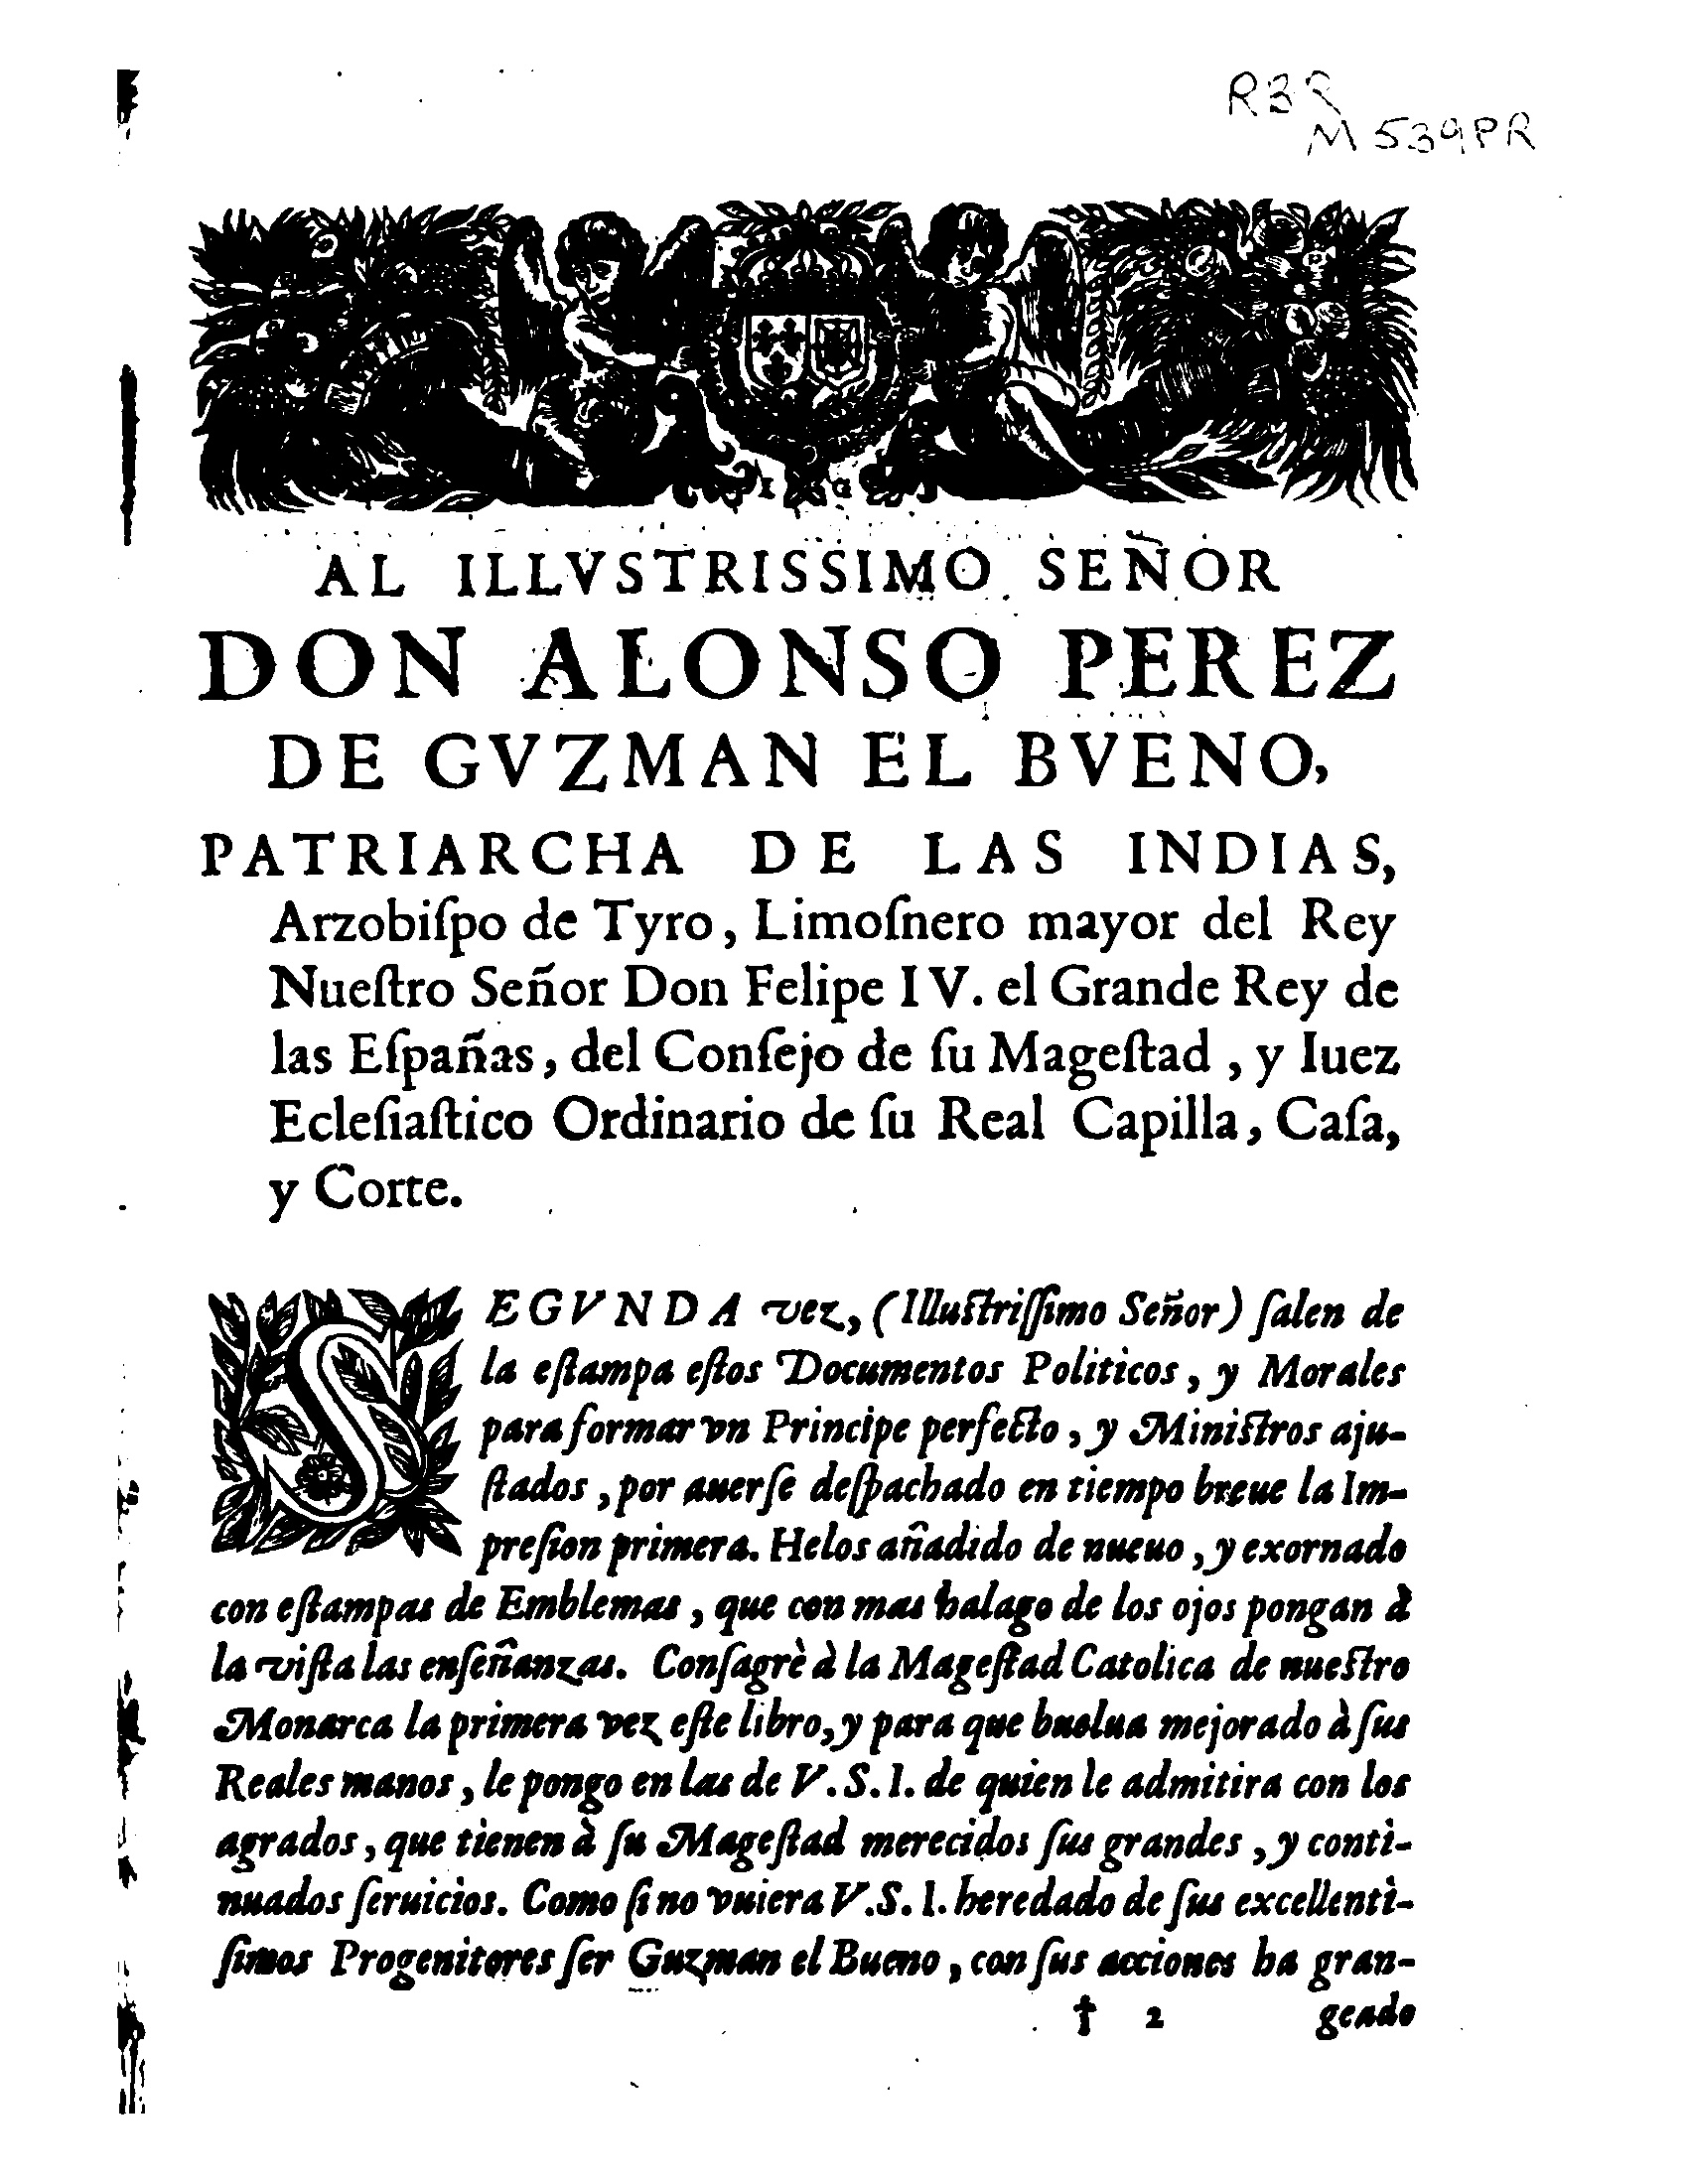 RBR
M539PR
I G
AL ILLVSTRISSIMO SEÑOR
DON ALONSO PEREZ
DE GVZMAN EL BVENO,
PATRIARCHA DE LAS INDIAS,
Arzobiſpo de Tyro, Limoſnero mayor del Rey
Nueſtro Señor Don Felipe IV. el Grande Rey de
las Eſpañas, del Conſejo de ſu Mageſtad, y Iuez
Ecleſiaſtico Ordinario de ſu Real Capilla, Caſa,
y Corte.
SEGVNDA vez, (Illuſtriſſimo Señor) ſalen de
la eſtampa eſtos Documentos Politicos, y Morales
para formar vn Principe perfecto, y Miniſtros aju-
ſtados, por auerſe deſpachado en tiempo breue la Im-
preſion primera. Helos añadido de nueuo, y exornado
con eſtampas de Emblemas, que con mas halago de los ojos pongan à
la viſta las enſeñanzas. Conſagrè à la Mageſtad Catolica de nueſtro
Monarca la primera vez eſte libro, y para que buelua mejorado à ſus
Reales manos, le pongo en las de V.S.I. de quien le admitira con los
agrados, que tienen à ſu Mageſtad merecidos ſus grandes, y conti-
nuados ſeruicios. Como ſi no vuiera V.S.I. heredado de ſus excellenti-
ſimos Progenitores ſer Guzman el Bueno, con ſus acciones ha gran-
† 2 geado